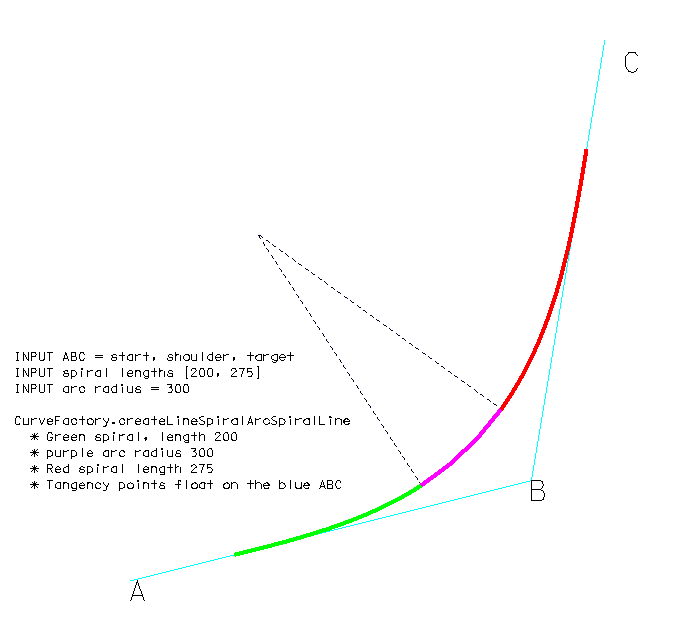 C
INPUT ABC = start, shoulder, target
INPUT spiral lengths [200, 275]
INPUT arc radius = 300
CurveFactory.createLineSpiralArcSpiralLine
* Green spiral, length 200
* purple arc radius 300
* Red spiral length 275
* Tangency points float on the blue ABC
B
A